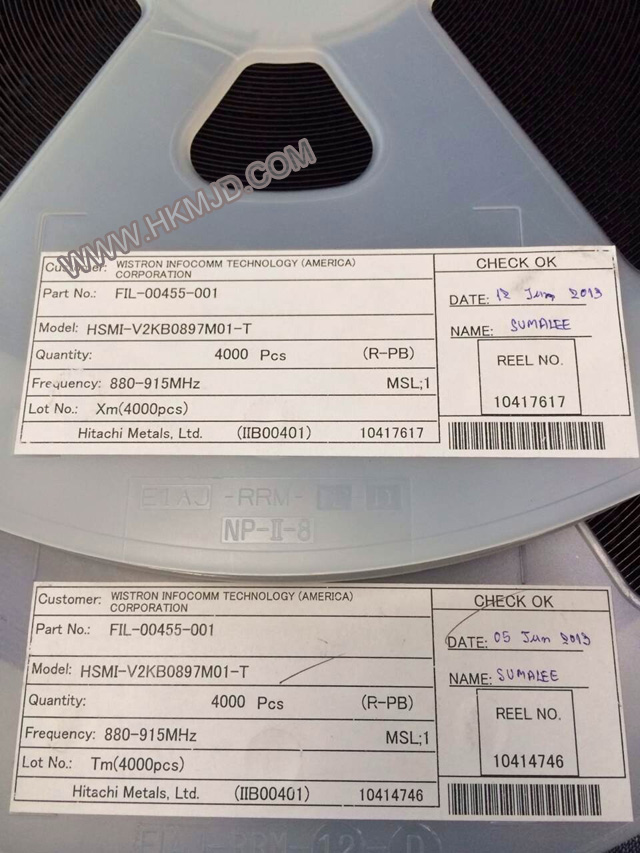 WWW.HKMJD.COM
Customer: WISTRON INFOCOMM TECHNOLOGY (AMERICA)
CORPORATION
Part No.: FIL-00455-001
Model: HSMI-V2KB0897M01-T
Quantity: 4000 Pcs (R-PB)
Frequency: 880-915MHz MSL;1
Lot No.: Xm(4000pcs)
Hitachi Metals, Ltd. (IIB00401) 10417617
CHECK OK
DATE: 12 Jun 2013
NAME: SUMALEE
REEL NO.
10417617
EIAJ -RRM-
NP-II-8
Customer: WISTRON INFOCOMM TECHNOLOGY (AMERICA)
CORPORATION
Part No.: FIL-00455-001
Model: HSMI-V2KB0897M01-T
Quantity: 4000 Pcs (R-PB)
Frequency: 880-915MHz MSL;1
Lot No.: Tm(4000pcs)
Hitachi Metals, Ltd. (IIB00401) 10414746
CHECK OK
DATE: 05 Jun 2013
NAME: SUMALEE
REEL NO.
10414746
-RRM-